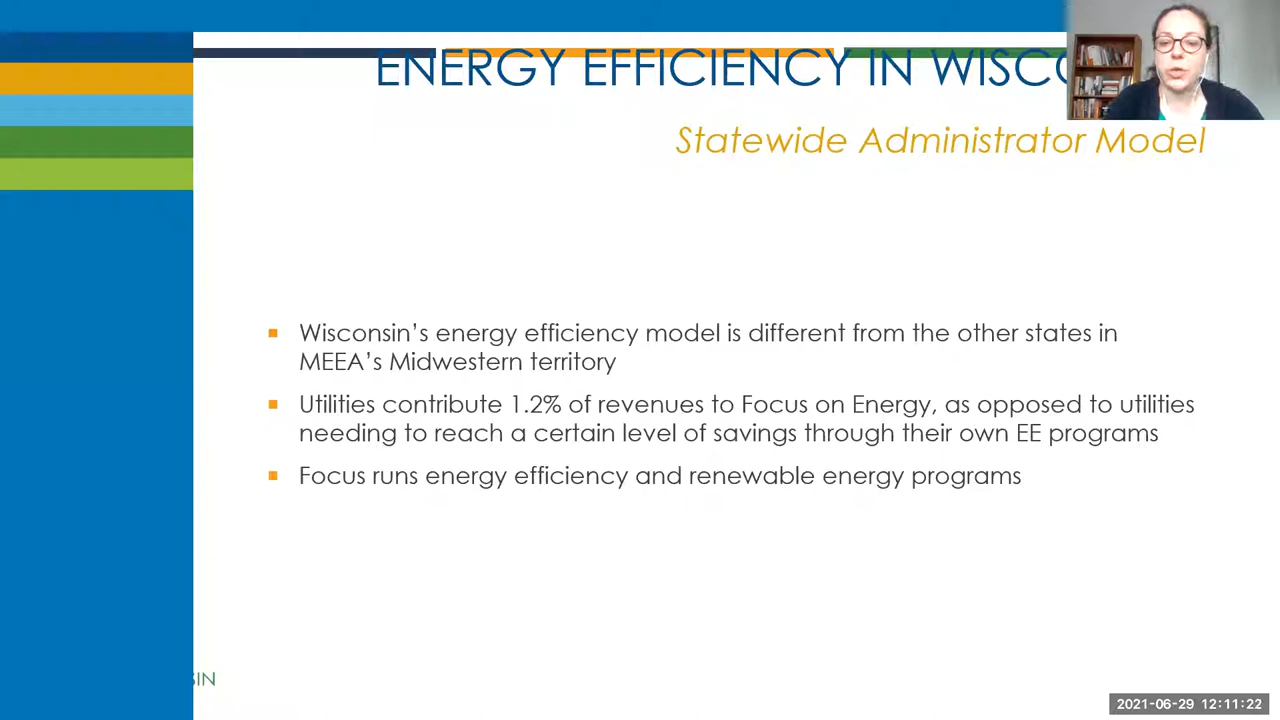 ENERGY EFFICIENCY IN
Statewide Administrator Model
▪ Wisconsin’s energy efficiency model is different from the other states in
MEEA’s Midwestern territory
▪ Utilities contribute 1.2% of revenues to Focus on Energy, as opposed to utilities
needing to reach a certain level of savings through their own EE programs
▪ Focus runs energy efficiency and renewable energy programs
2021-06-29 12:11:22